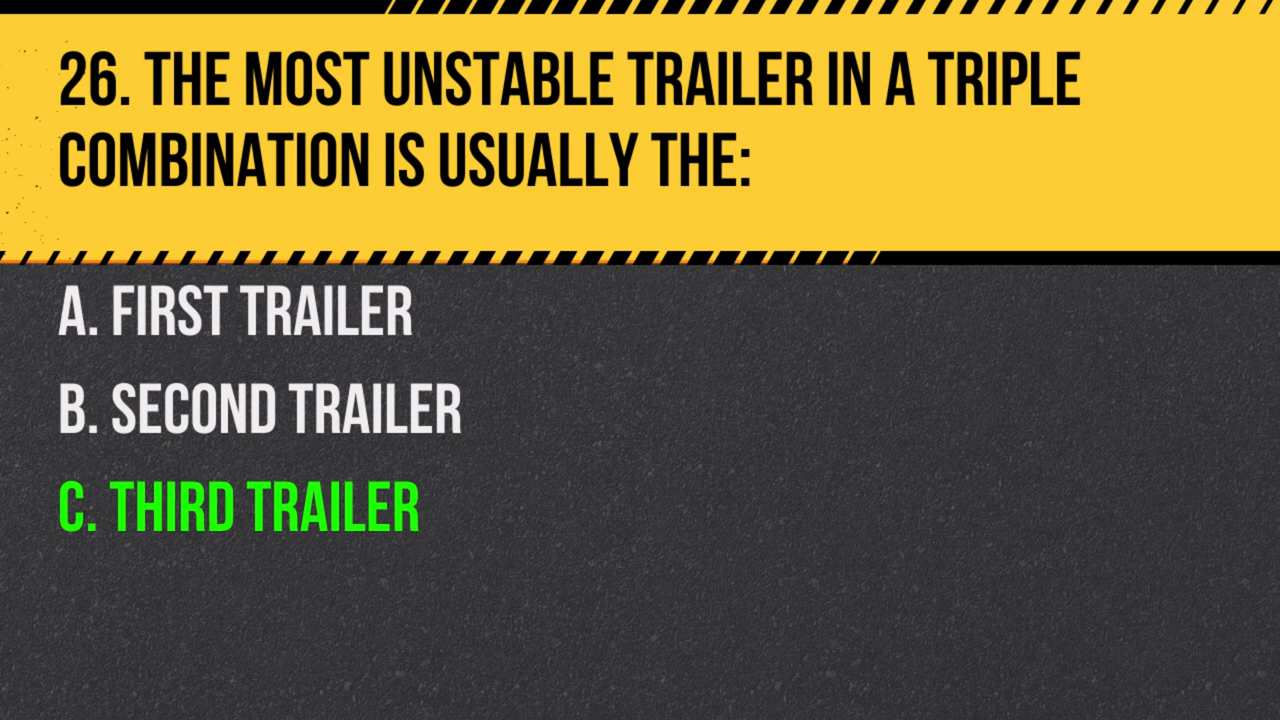 26. THE MOST UNSTABLE TRAILER IN A TRIPLE
COMBINATION IS USUALLY THE:
A. FIRST TRAILER
B. SECOND TRAILER
C. THIRD TRAILER